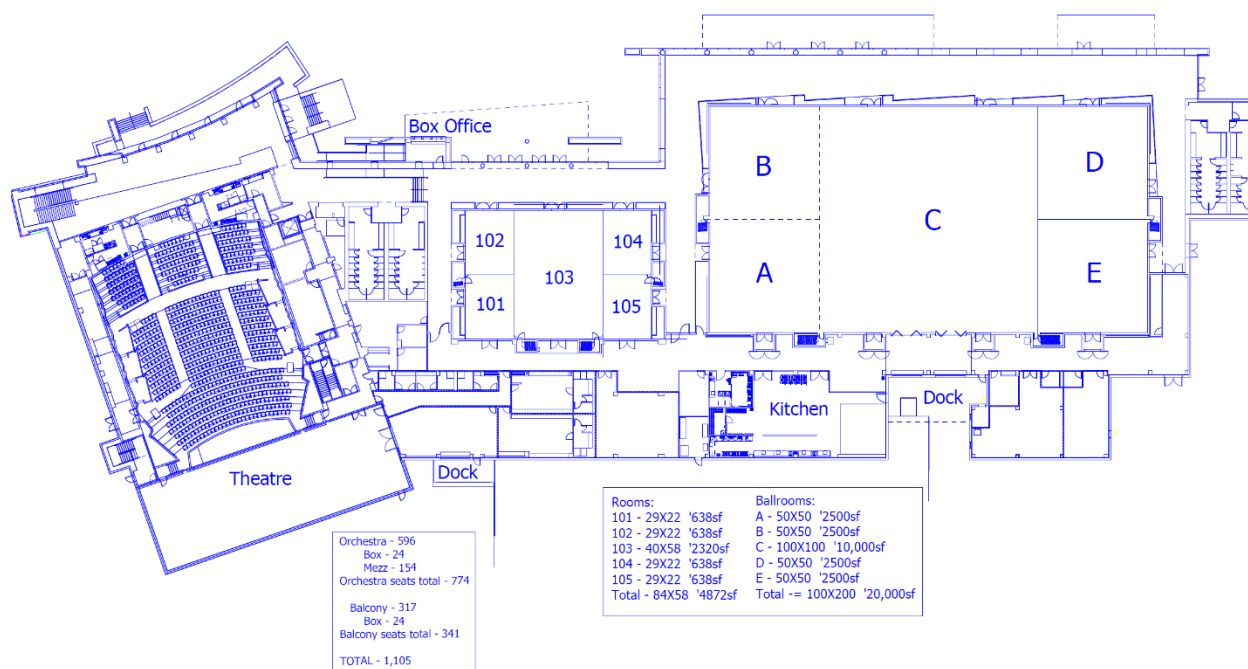 Box Office
B
D
C
A
E
102
104
103
101
105
Theatre
Dock
Kitchen
Dock
Orchestra - 596
Box - 24
Mezz - 154
Orchestra seats total - 774
Balcony - 317
Box - 24
Balcony seats total - 341
TOTAL - 1,105
Rooms:
101 - 29X22 '638sf
102 - 29X22 '638sf
103 - 40X58 '2320sf
104 - 29X22 '638sf
105 - 29X22 '638sf
Total - 84X58 '4872sf
Ballrooms:
A - 50X50 '2500sf
B - 50X50 '2500sf
C - 100X100 '10,000sf
D - 50X50 '2500sf
E - 50X50 '2500sf
Total -= 100X200 '20,000sf